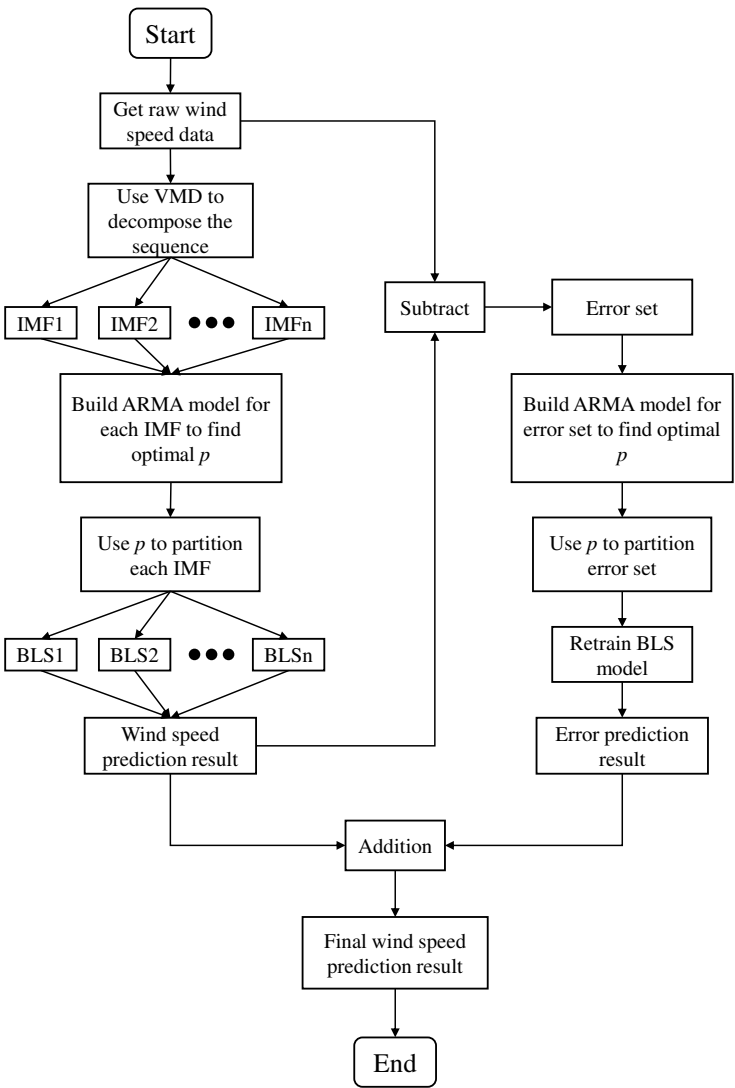 Start
Get raw wind
speed data
Use VMD to
decompose the
sequence
IMF1
IMF2
●●●
IMFn
Build ARMA model for
each IMF to find
optimal p
Use p to partition
each IMF
BLS1
BLS2
●●●
BLSn
Wind speed
prediction result
Subtract
Error set
Build ARMA model for
error set to find optimal
p
Use p to partition
error set
Retrain BLS
model
Error prediction
result
Addition
Final wind speed
prediction result
End